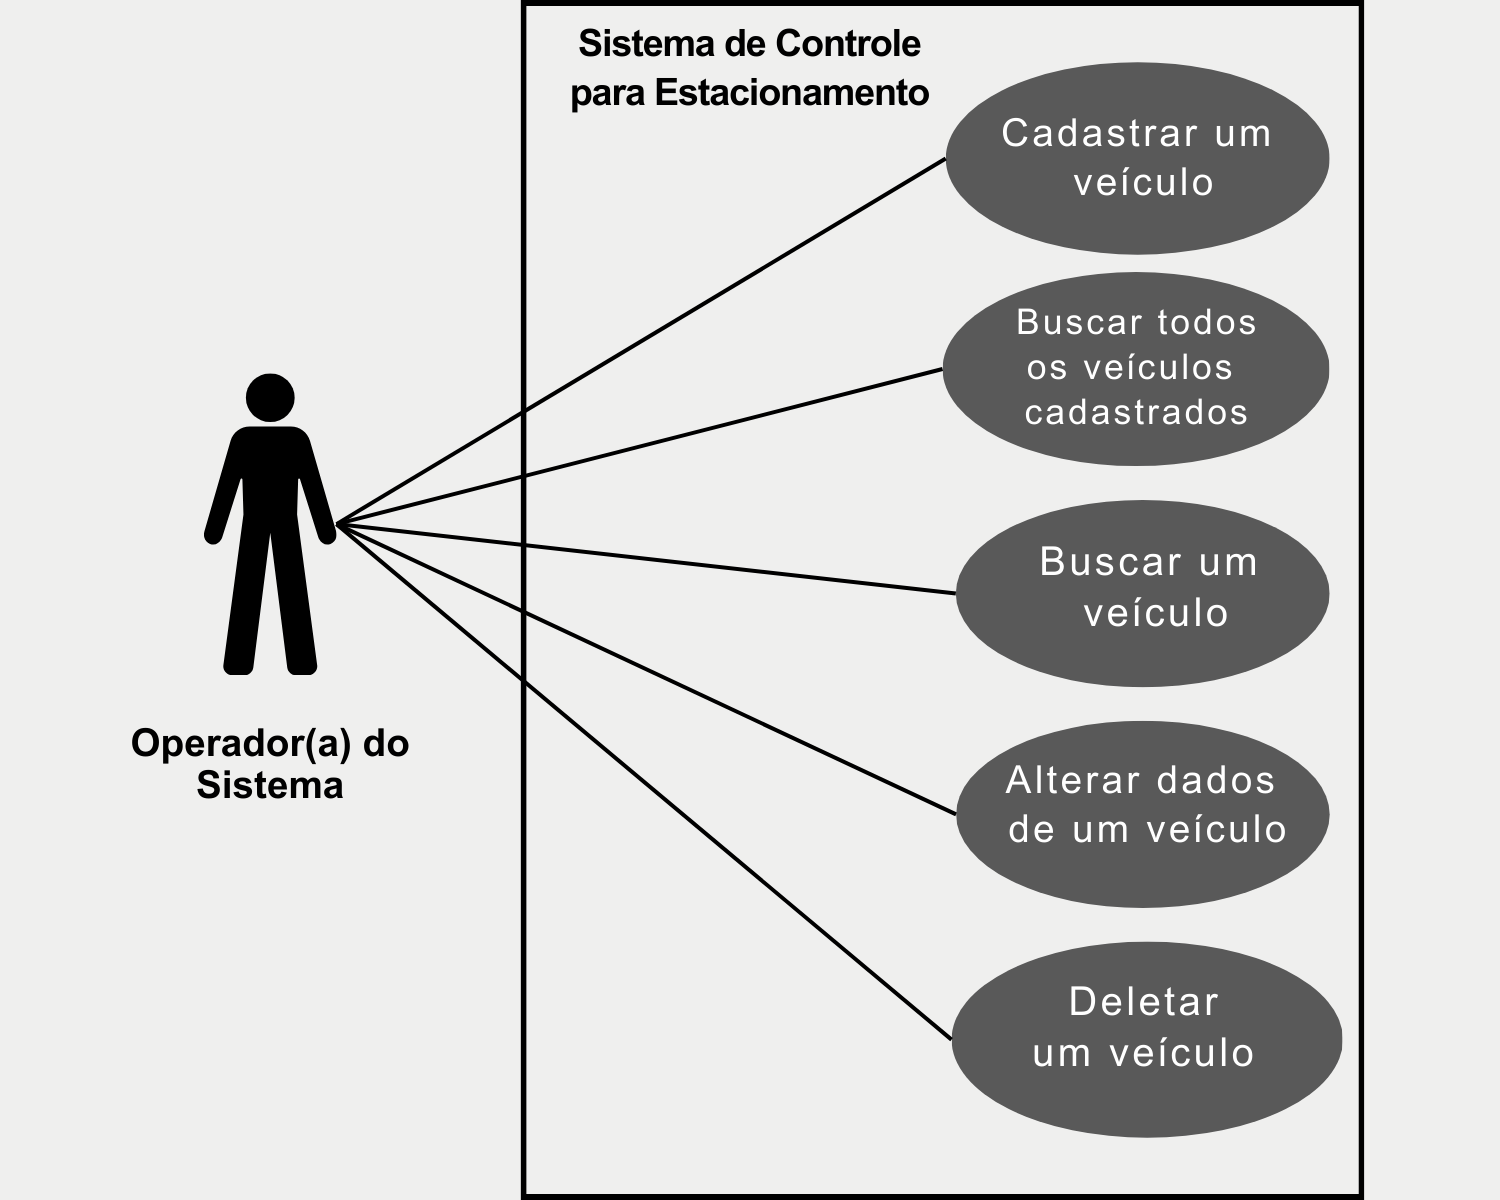 Sistema de Controle
para Estacionamento
Cadastrar um
veículo
Buscar todos
os veículos
cadastrados
Buscar um
veículo
Alterar dados
de um veículo
Deletar
um veículo
Operador(a) do
Sistema